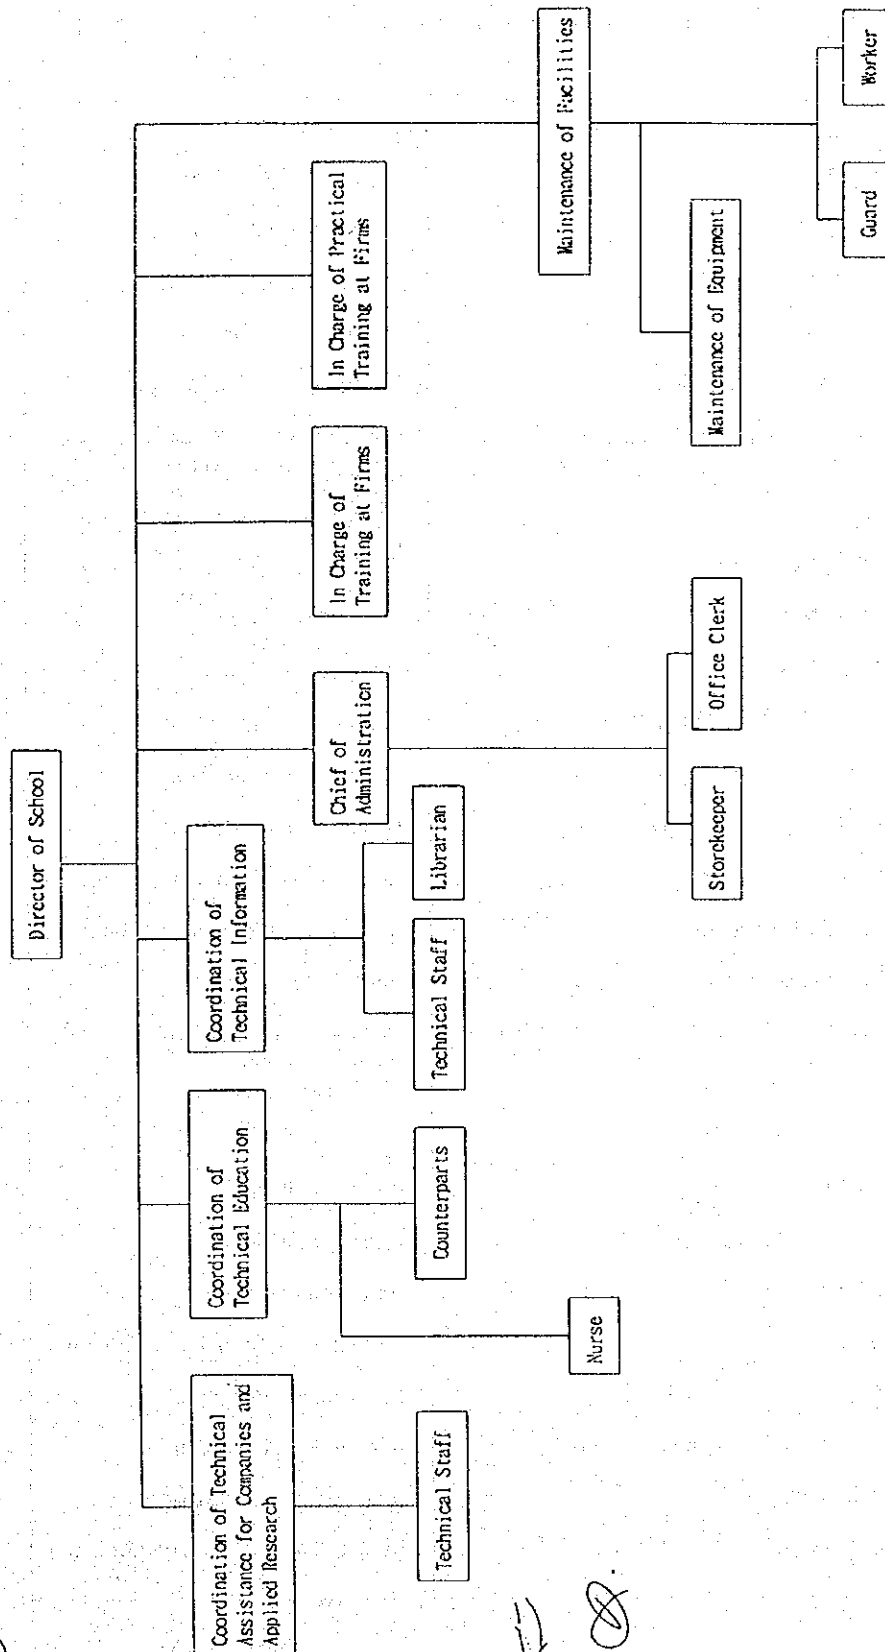 Director of School
Coordination of Technical
Assistance for Companies and
Applied Research
Coordination of
Technical Education
Coordination of
Technical Information
Chief of
Administration
In Charge of
Training at Firms
In Charge of Practical
Training at Firms
Maintenance of Facilities
Technical Staff
Counterparts
Nurse
Technical Staff
Librarian
Storekeeper
Office Clerk
Maintenance of Equipment
Guard
Worker